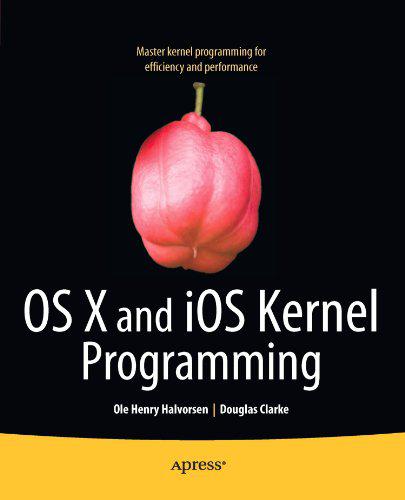 Master kernel programming for
efficiency and performance
OS X and iOS Kernel
Programming
Ole Henry Halvorsen | Douglas Clarke
Apress®